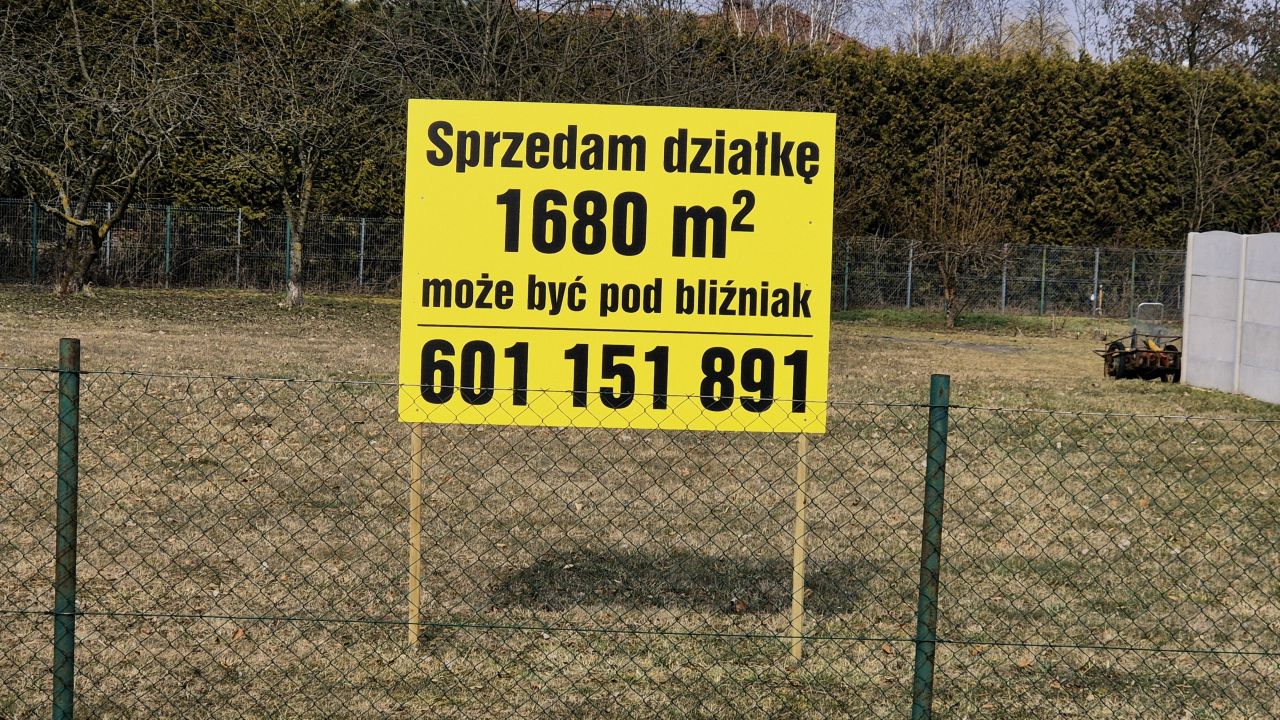 Sprzedam działkę
1680 m²
może być pod bliźniak
601 151 891